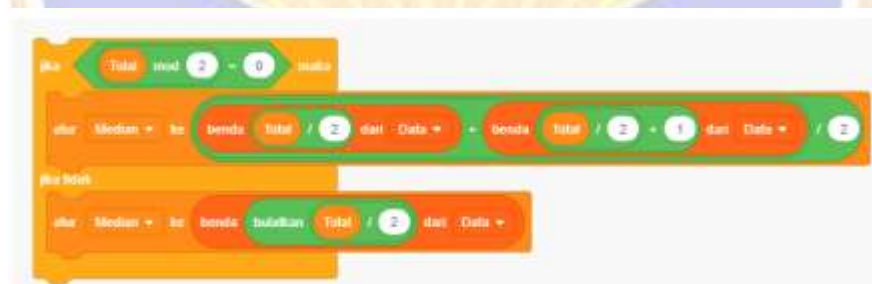 jika Total mod 2 = 0 maka
atur Median ke benda Total / 2 dari Data + benda Total / 2 + 1 dari Data / 2
jika tidak
atur Median ke benda bulatkan Total / 2 dari Data